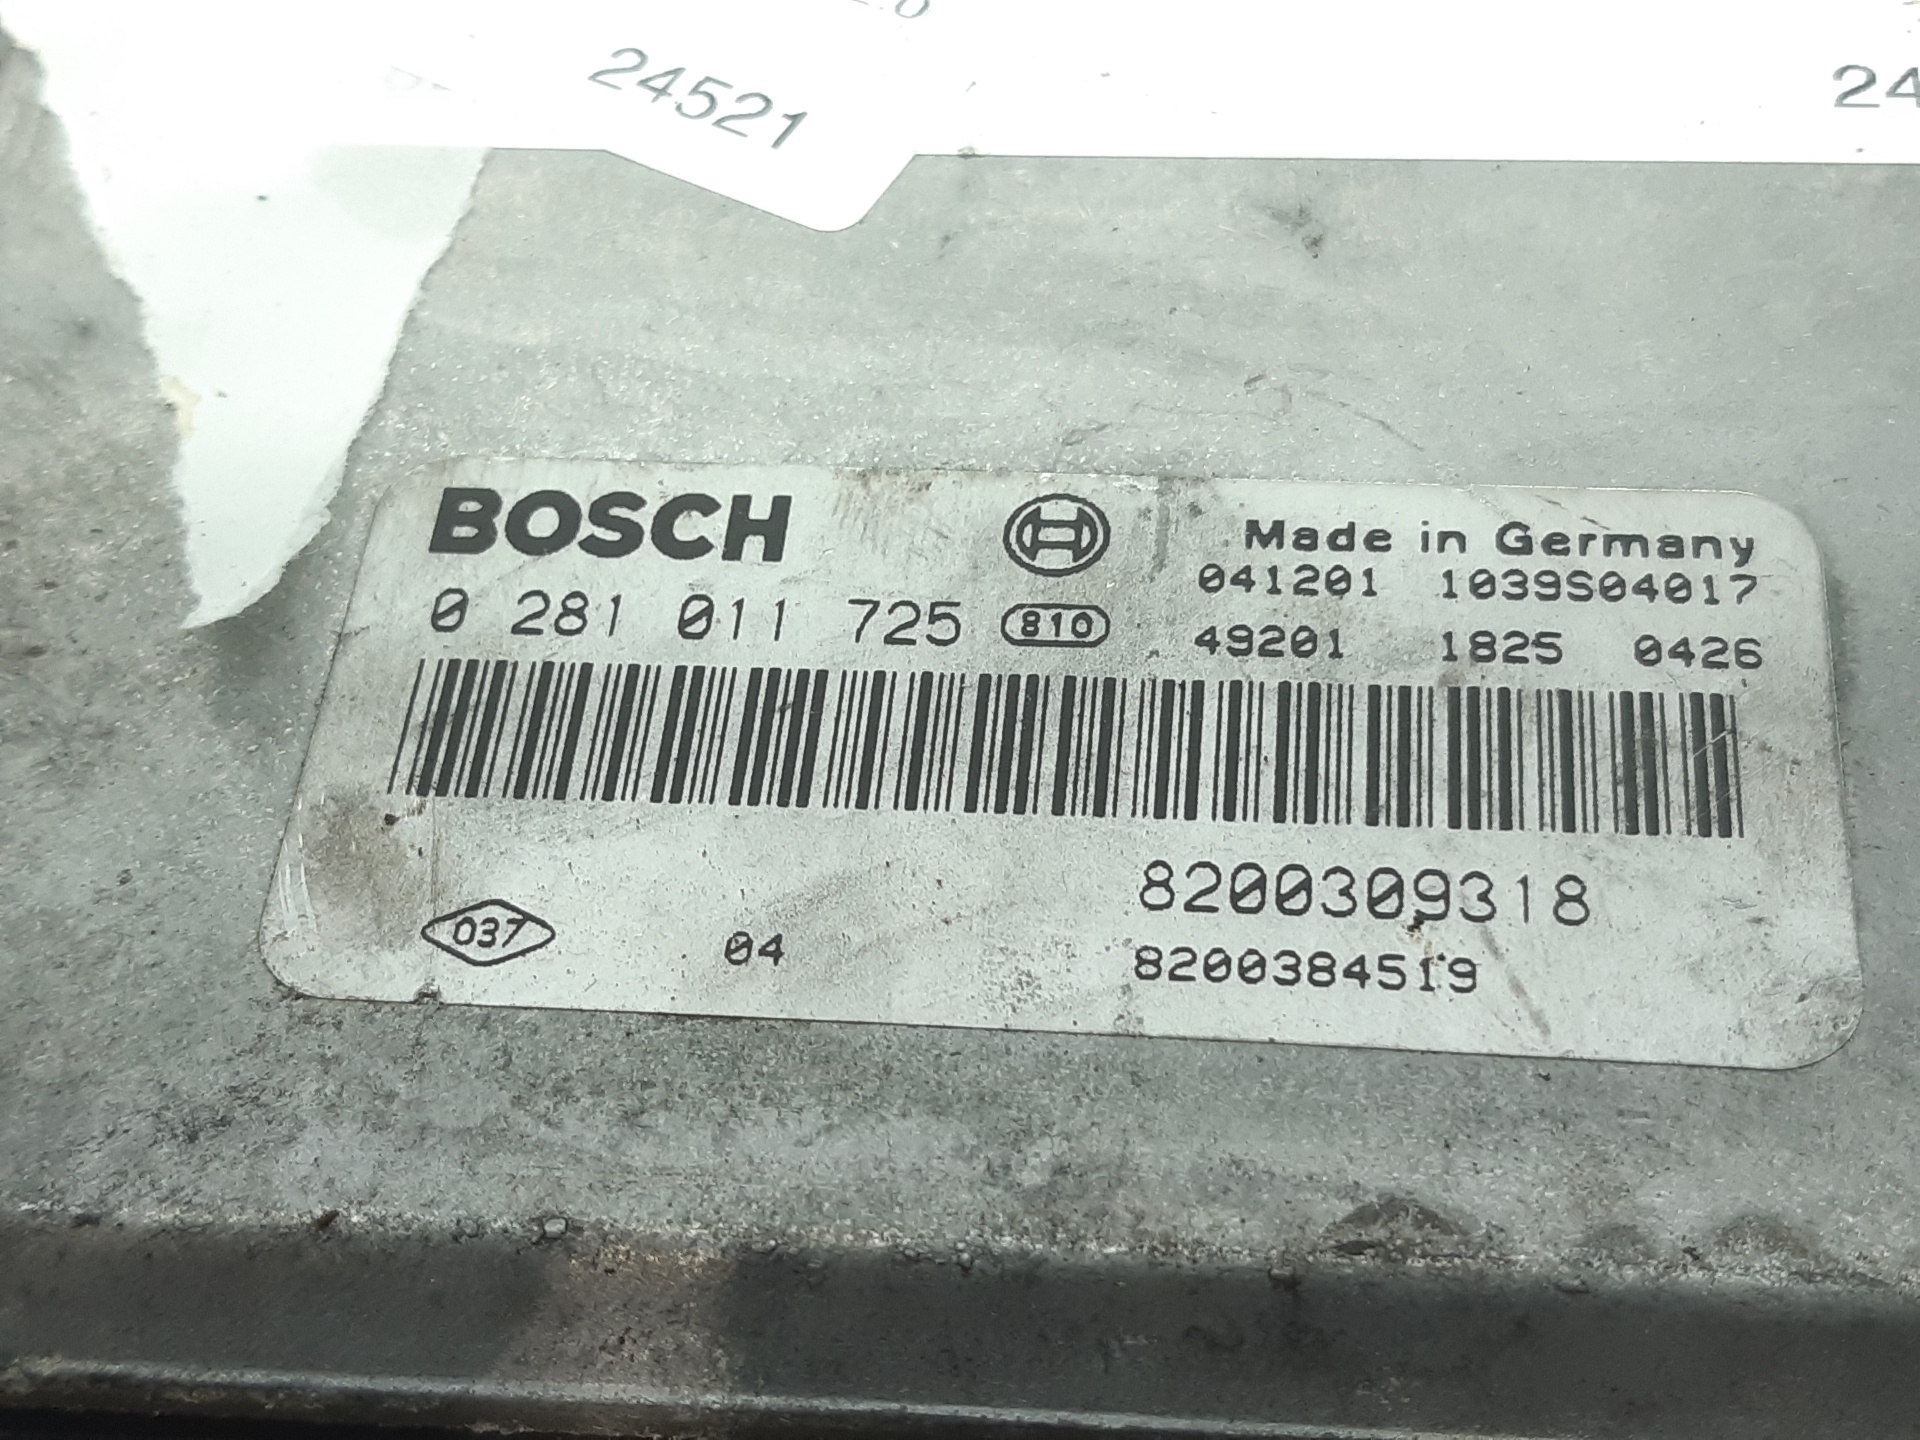 24521
24
BOSCH
Made in Germany
041201 1039S04017
0 281 011 725 810
49201 1825 0426
8200309318
037 04 8200384519